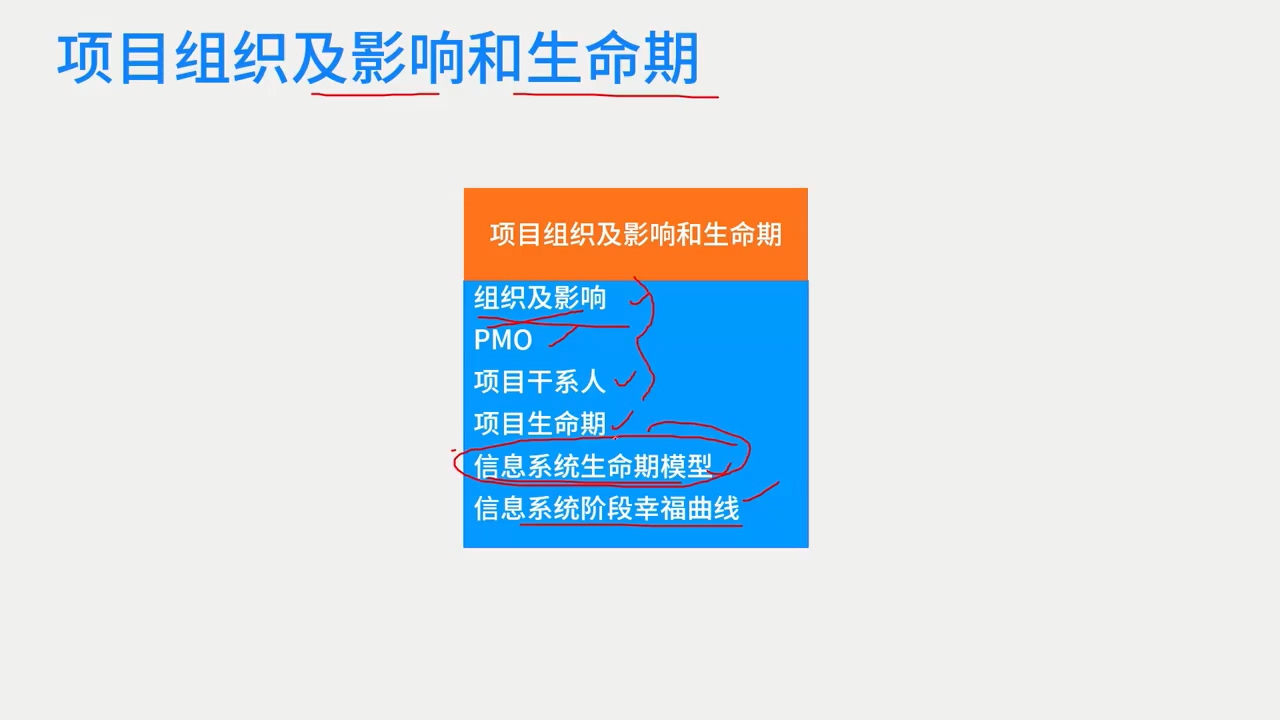 项目组织及影响和生命期
项目组织及影响和生命期
组织及影响
PMO
项目干系人
项目生命期
信息系统生命期模型
信息系统阶段幸福曲线